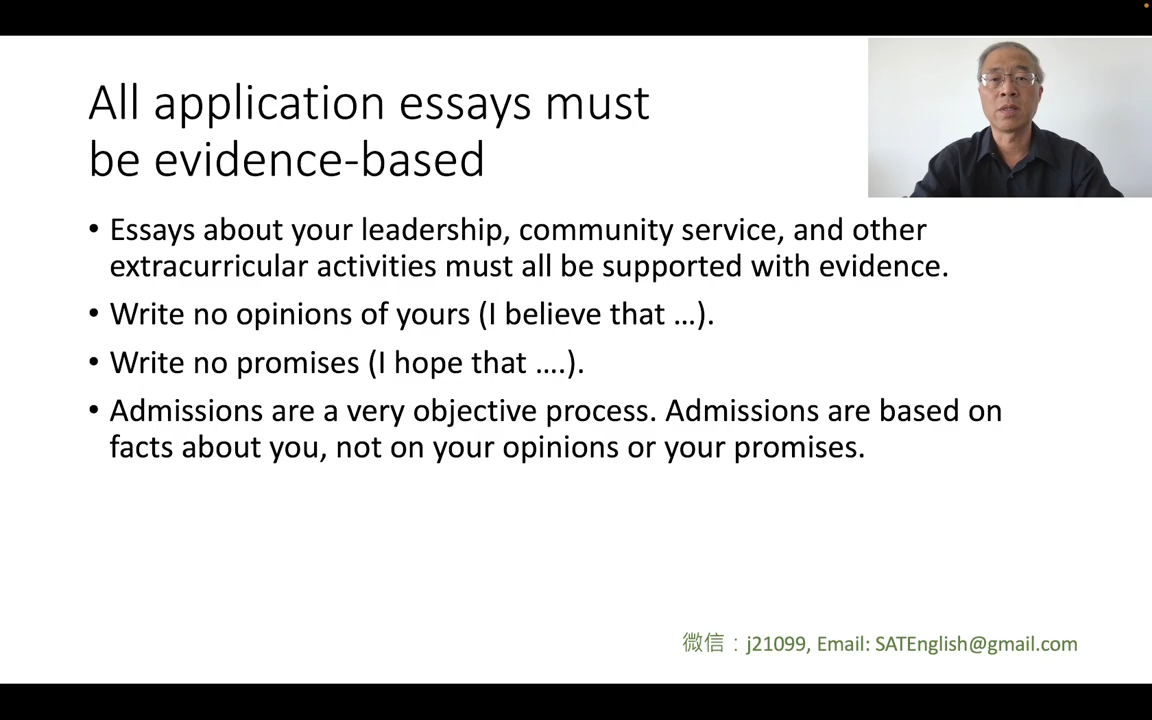 All application essays must
be evidence-based
• Essays about your leadership, community service, and other
extracurricular activities must all be supported with evidence.
• Write no opinions of yours (I believe that …).
• Write no promises (I hope that ….).
• Admissions are a very objective process. Admissions are based on
facts about you, not on your opinions or your promises.
微信：j21099, Email: SATEnglish@gmail.com